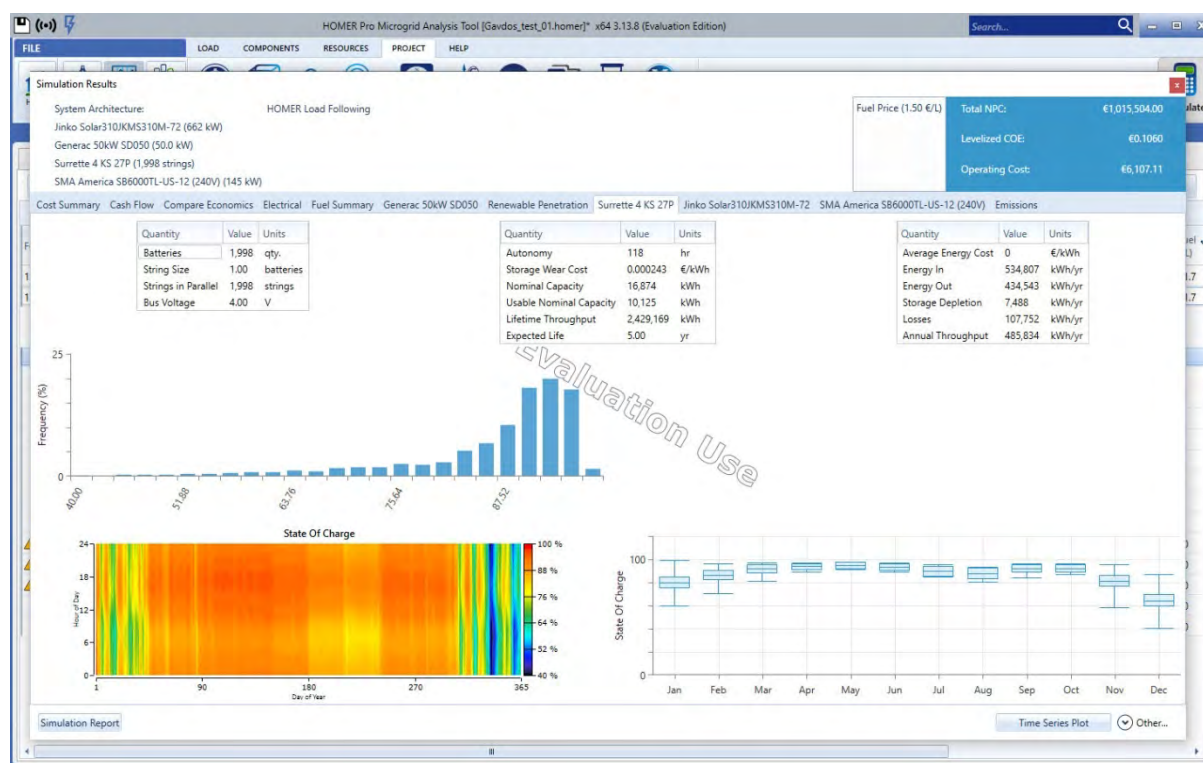 HOMER Pro Microgrid Analysis Tool [Gavdos_test_01.homer]* x64 3.13.8 (Evaluation Edition)
Search...
FILE
LOAD COMPONENTS RESOURCES PROJECT HELP
Simulation Results
System Architecture: HOMER Load Following
Jinko Solar310JKMS310M-72 (662 kW)
Generac 50kW SD050 (50.0 kW)
Surrette 4 KS 27P (1,998 strings)
SMA America SB6000TL-US-12 (240V) (145 kW)
Fuel Price (1.50 €/L)
Total NPC: €1,015,504.00
Levelized COE: €0.1060
Operating Cost: €6,107.11
Cost Summary Cash Flow Compare Economics Electrical Fuel Summary Generac 50kW SD050 Renewable Penetration Surrette 4 KS 27P Jinko Solar310JKMS310M-72 SMA America SB6000TL-US-12 (240V) Emissions
Quantity Value Units
Batteries 1,998 qty.
String Size 1.00 batteries
Strings in Parallel 1,998 strings
Bus Voltage 4.00 V
Quantity Value Units
Autonomy 118 hr
Storage Wear Cost 0.000243 €/kWh
Nominal Capacity 16,874 kWh
Usable Nominal Capacity 10,125 kWh
Lifetime Throughput 2,429,169 kWh
Expected Life 5.00 yr
Quantity Value Units
Average Energy Cost 0 €/kWh
Energy In 534,807 kWh/yr
Energy Out 434,543 kWh/yr
Storage Depletion 7,488 kWh/yr
Losses 107,752 kWh/yr
Annual Throughput 485,834 kWh/yr
Evaluation Use
25
Frequency (%)
0
40.00 51.88 63.76 75.64 87.52
State Of Charge
24
18
12
6
0
Hour of Day
1 90 180 270 365
Day of Year
100 %
88 %
76 %
64 %
52 %
40 %
State Of Charge
100
0
Jan Feb Mar Apr May Jun Jul Aug Sep Oct Nov Dec
Simulation Report
Time Series Plot
Other...